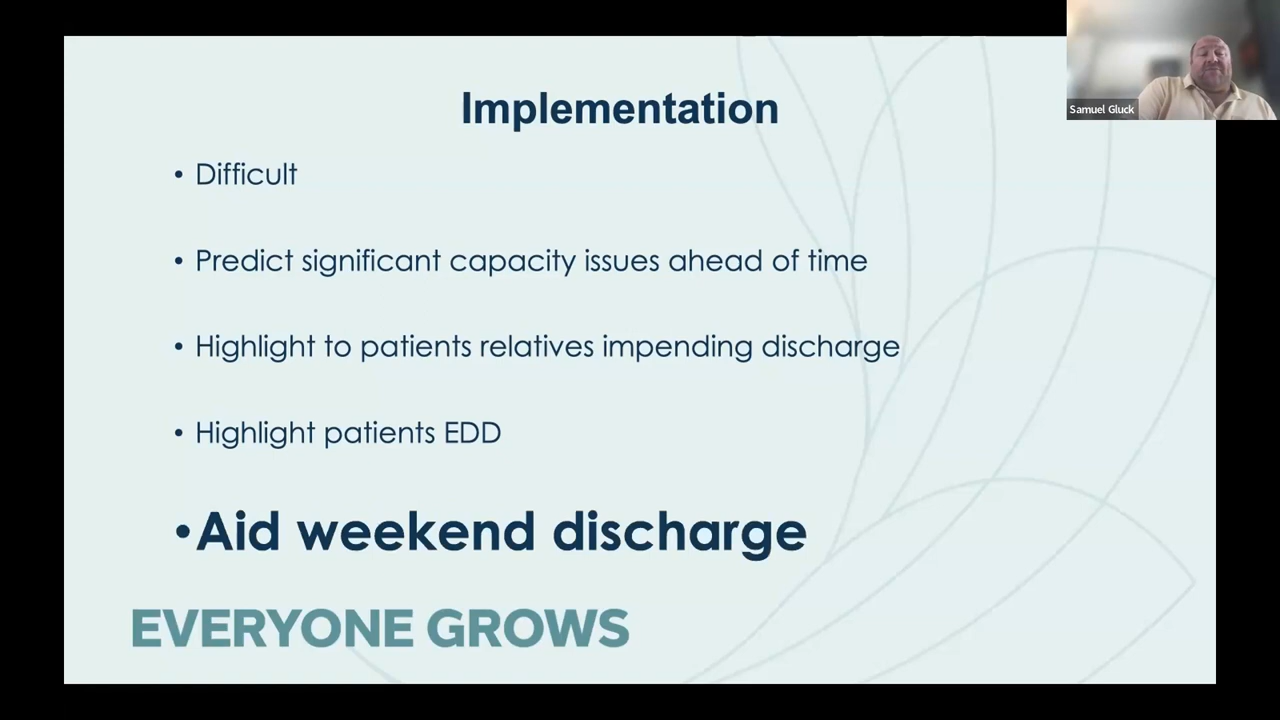 Implementation
• Difficult
• Predict significant capacity issues ahead of time
• Highlight to patients relatives impending discharge
• Highlight patients EDD
•Aid weekend discharge
EVERYONE GROWS
Samuel Gluck